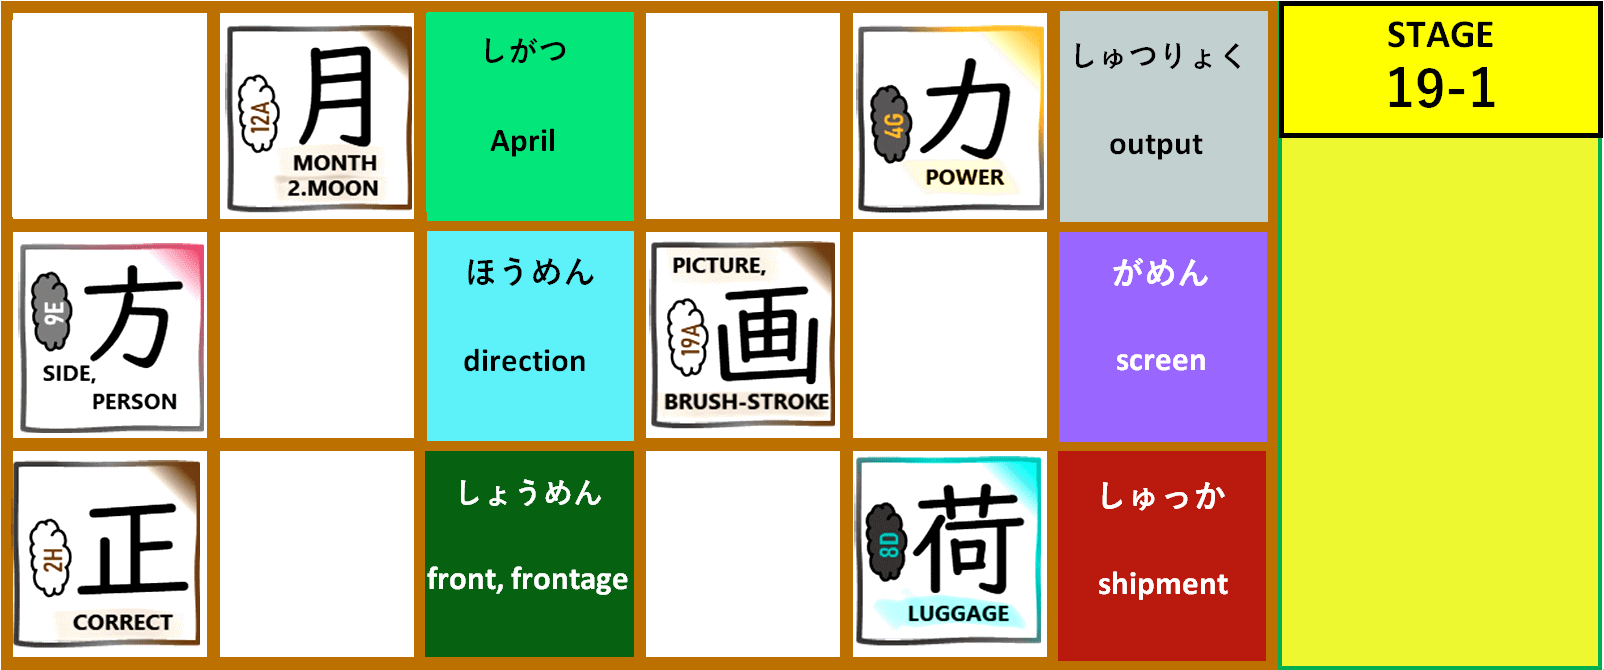 12A
月
MONTH
2.MOON
しがつ
April
4G
力
POWER
しゅつりょく
output
STAGE
19-1
9E
方
SIDE,
PERSON
ほうめん
direction
PICTURE,
19A
画
BRUSH-STROKE
がめん
screen
2H
正
CORRECT
しょうめん
front, frontage
8D
荷
LUGGAGE
しゅっか
shipment